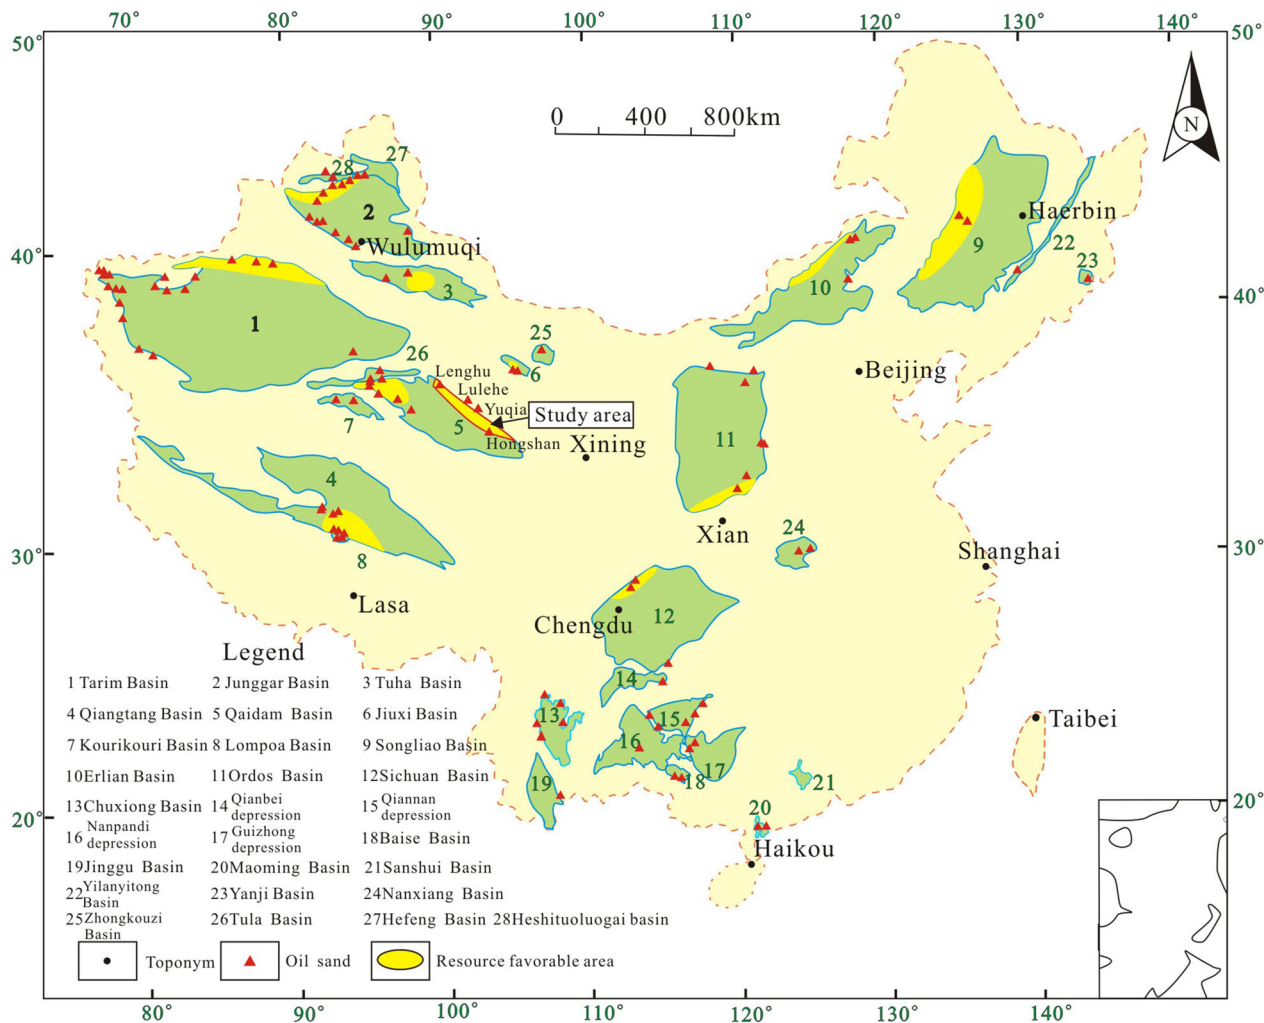 70° 80° 90° 100° 110° 120° 130° 140°
50° 50°
0 400 800km
N
27
28
2
Haerbin
Wulumuqi
9
22
40°
23
3
10
40°
1
25
26
6
Lenghu
Beijing
Lulehe
Yuqia
Study area
7
5
11
Hongshan
Xining
4
Xian
24
30° 30°
Shanghai
8
Lasa
12
Chengdu
14
13
15
16
17
18
19
21
20
Taibei
Haikou
20° 20°
Legend
1 Tarim Basin 2 Junggar Basin 3 Tuha Basin
4 Qiangtang Basin 5 Qaidam Basin 6 Jiuxi Basin
7 Kourikouri Basin 8 Lompoa Basin 9 Songliao Basin
10Erlian Basin 11Ordos Basin 12Sichuan Basin
13Chuxiong Basin 14 Qianbei depression 15 Qiannan depression
16 Nanpandi depression 17 Guizhong depression 18Baise Basin
19Jinggu Basin 20Maoming Basin 21Sanshui Basin
22Yilanyitong Basin 23Yanji Basin 24Nanxiang Basin
25Zhongkouzi Basin 26Tula Basin 27Hefeng Basin 28Heshituoluogai basin
Toponym Oil sand Resource favorable area
80° 90° 100° 110° 120° 130° 140°